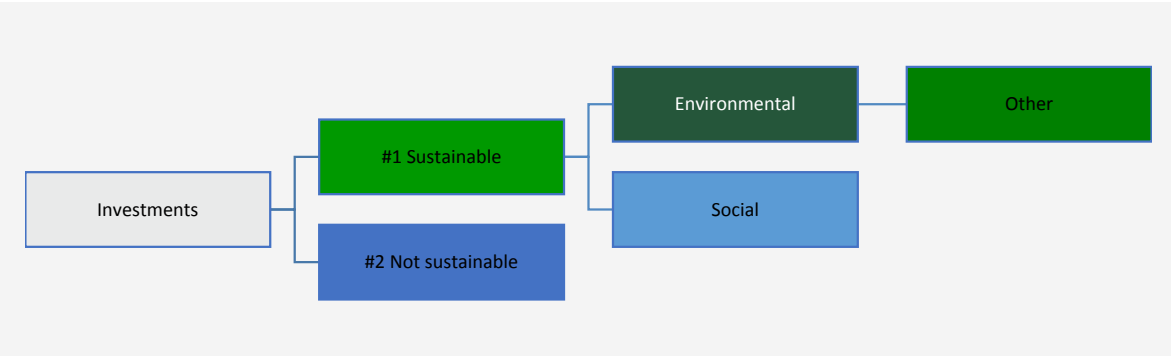 Environmental
Other
#1 Sustainable
Investments
Social
#2 Not sustainable